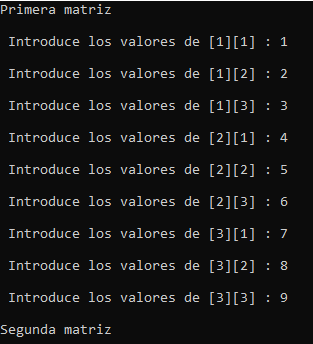 Primera matriz
Introduce los valores de [1][1] : 1
Introduce los valores de [1][2] : 2
Introduce los valores de [1][3] : 3
Introduce los valores de [2][1] : 4
Introduce los valores de [2][2] : 5
Introduce los valores de [2][3] : 6
Introduce los valores de [3][1] : 7
Introduce los valores de [3][2] : 8
Introduce los valores de [3][3] : 9
Segunda matriz